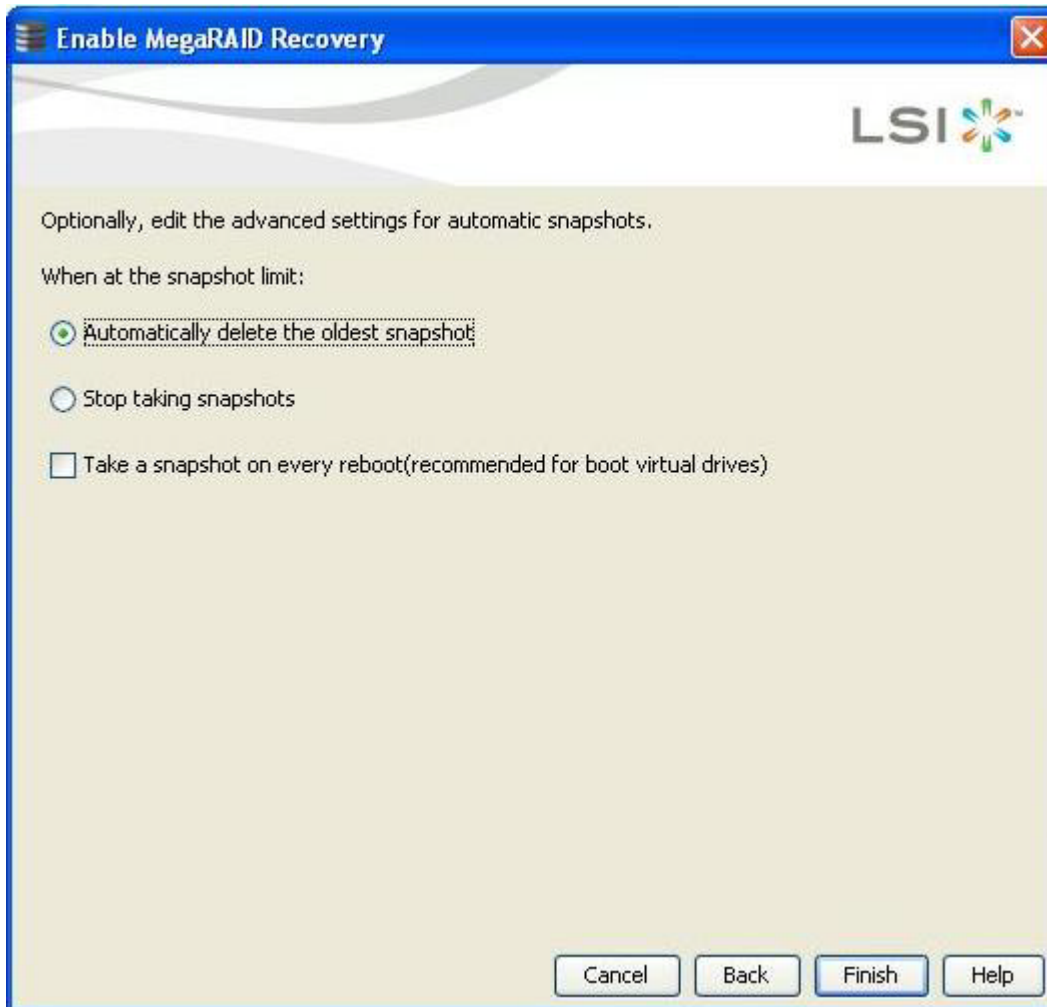 Enable MegaRAID Recovery
LSI™
Optionally, edit the advanced settings for automatic snapshots.
When at the snapshot limit:
Automatically delete the oldest snapshot
Stop taking snapshots
Take a snapshot on every reboot(recommended for boot virtual drives)
Cancel Back Finish Help